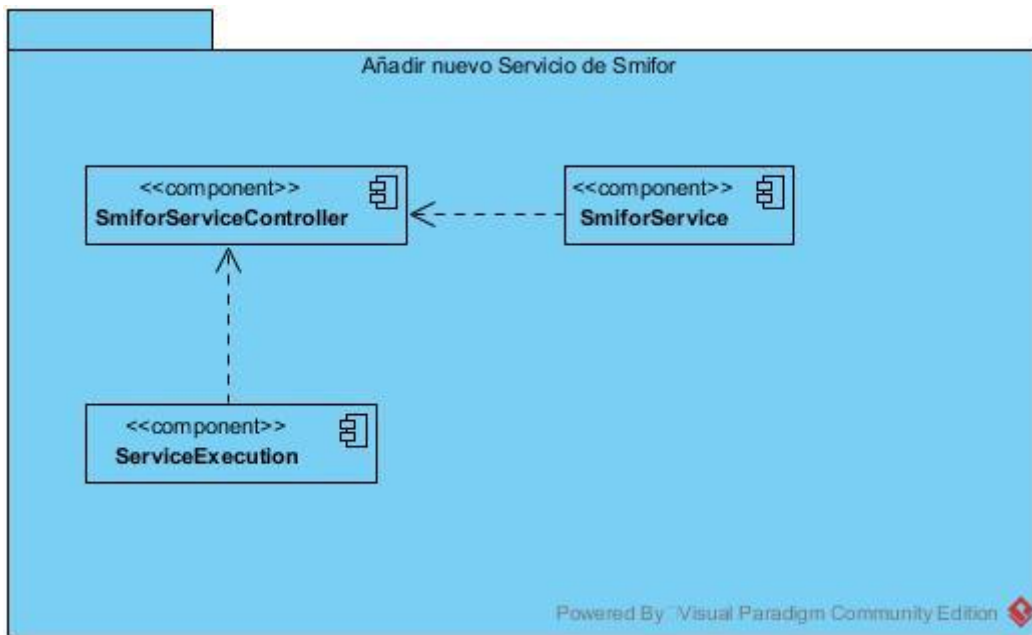 Añadir nuevo Servicio de Smifor
<<component>>
SmiforServiceController
<<component>>
SmiforService
<<component>>
ServiceExecution
Powered By Visual Paradigm Community Edition